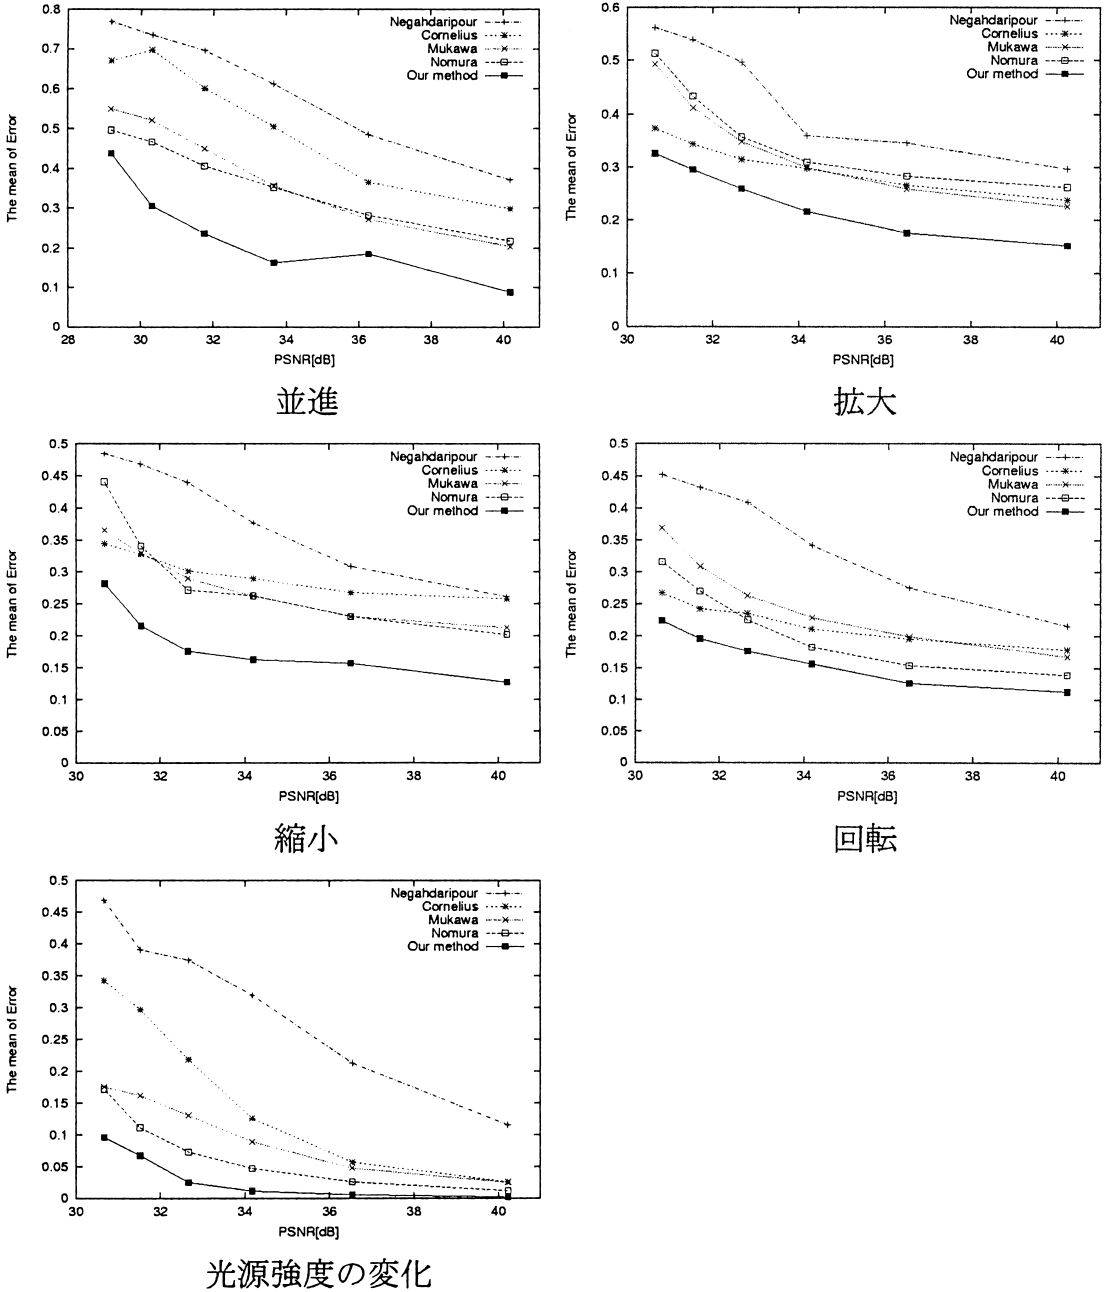 0.8
0.7
0.6
0.5
0.4
0.3
0.2
0.1
0
The mean of Error
Negahdaripour
Cornelius
Mukawa
Nomura
Our method
28 30 32 34 36 38 40
PSNR[dB]
並進
0.6
0.5
0.4
0.3
0.2
0.1
0
The mean of Error
Negahdaripour
Cornelius
Mukawa
Nomura
Our method
30 32 34 36 38 40
PSNR[dB]
拡大
0.5
0.45
0.4
0.35
0.3
0.25
0.2
0.15
0.1
0.05
0
The mean of Error
Negahdaripour
Cornelius
Mukawa
Nomura
Our method
30 32 34 36 38 40
PSNR[dB]
縮小
0.5
0.45
0.4
0.35
0.3
0.25
0.2
0.15
0.1
0.05
0
The mean of Error
Negahdaripour
Cornelius
Mukawa
Nomura
Our method
30 32 34 36 38 40
PSNR[dB]
回転
0.5
0.45
0.4
0.35
0.3
0.25
0.2
0.15
0.1
0.05
0
The mean of Error
Negahdaripour
Cornelius
Mukawa
Nomura
Our method
30 32 34 36 38 40
PSNR[dB]
光源強度の変化